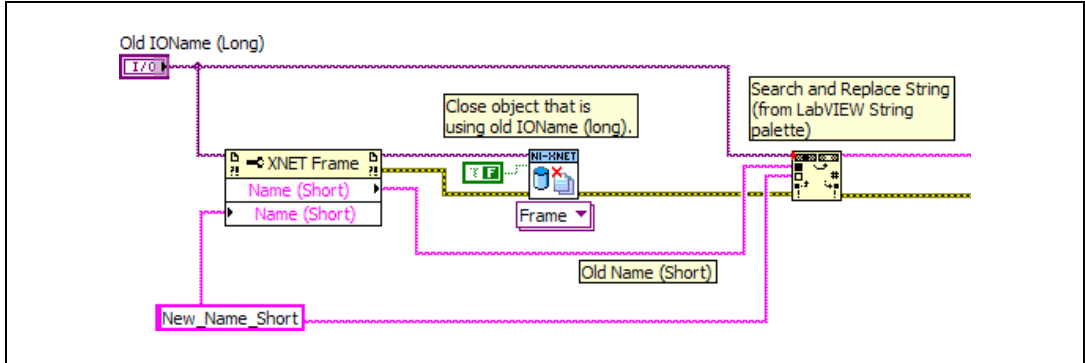 Old IOName (Long)
I/O
Search and Replace String
(from LabVIEW String
palette)
Close object that is
using old IOName (long).
XNET Frame
NI-XNET
?!
?!
Name (Short)
F
Name (Short)
Frame
Old Name (Short)
New_Name_Short